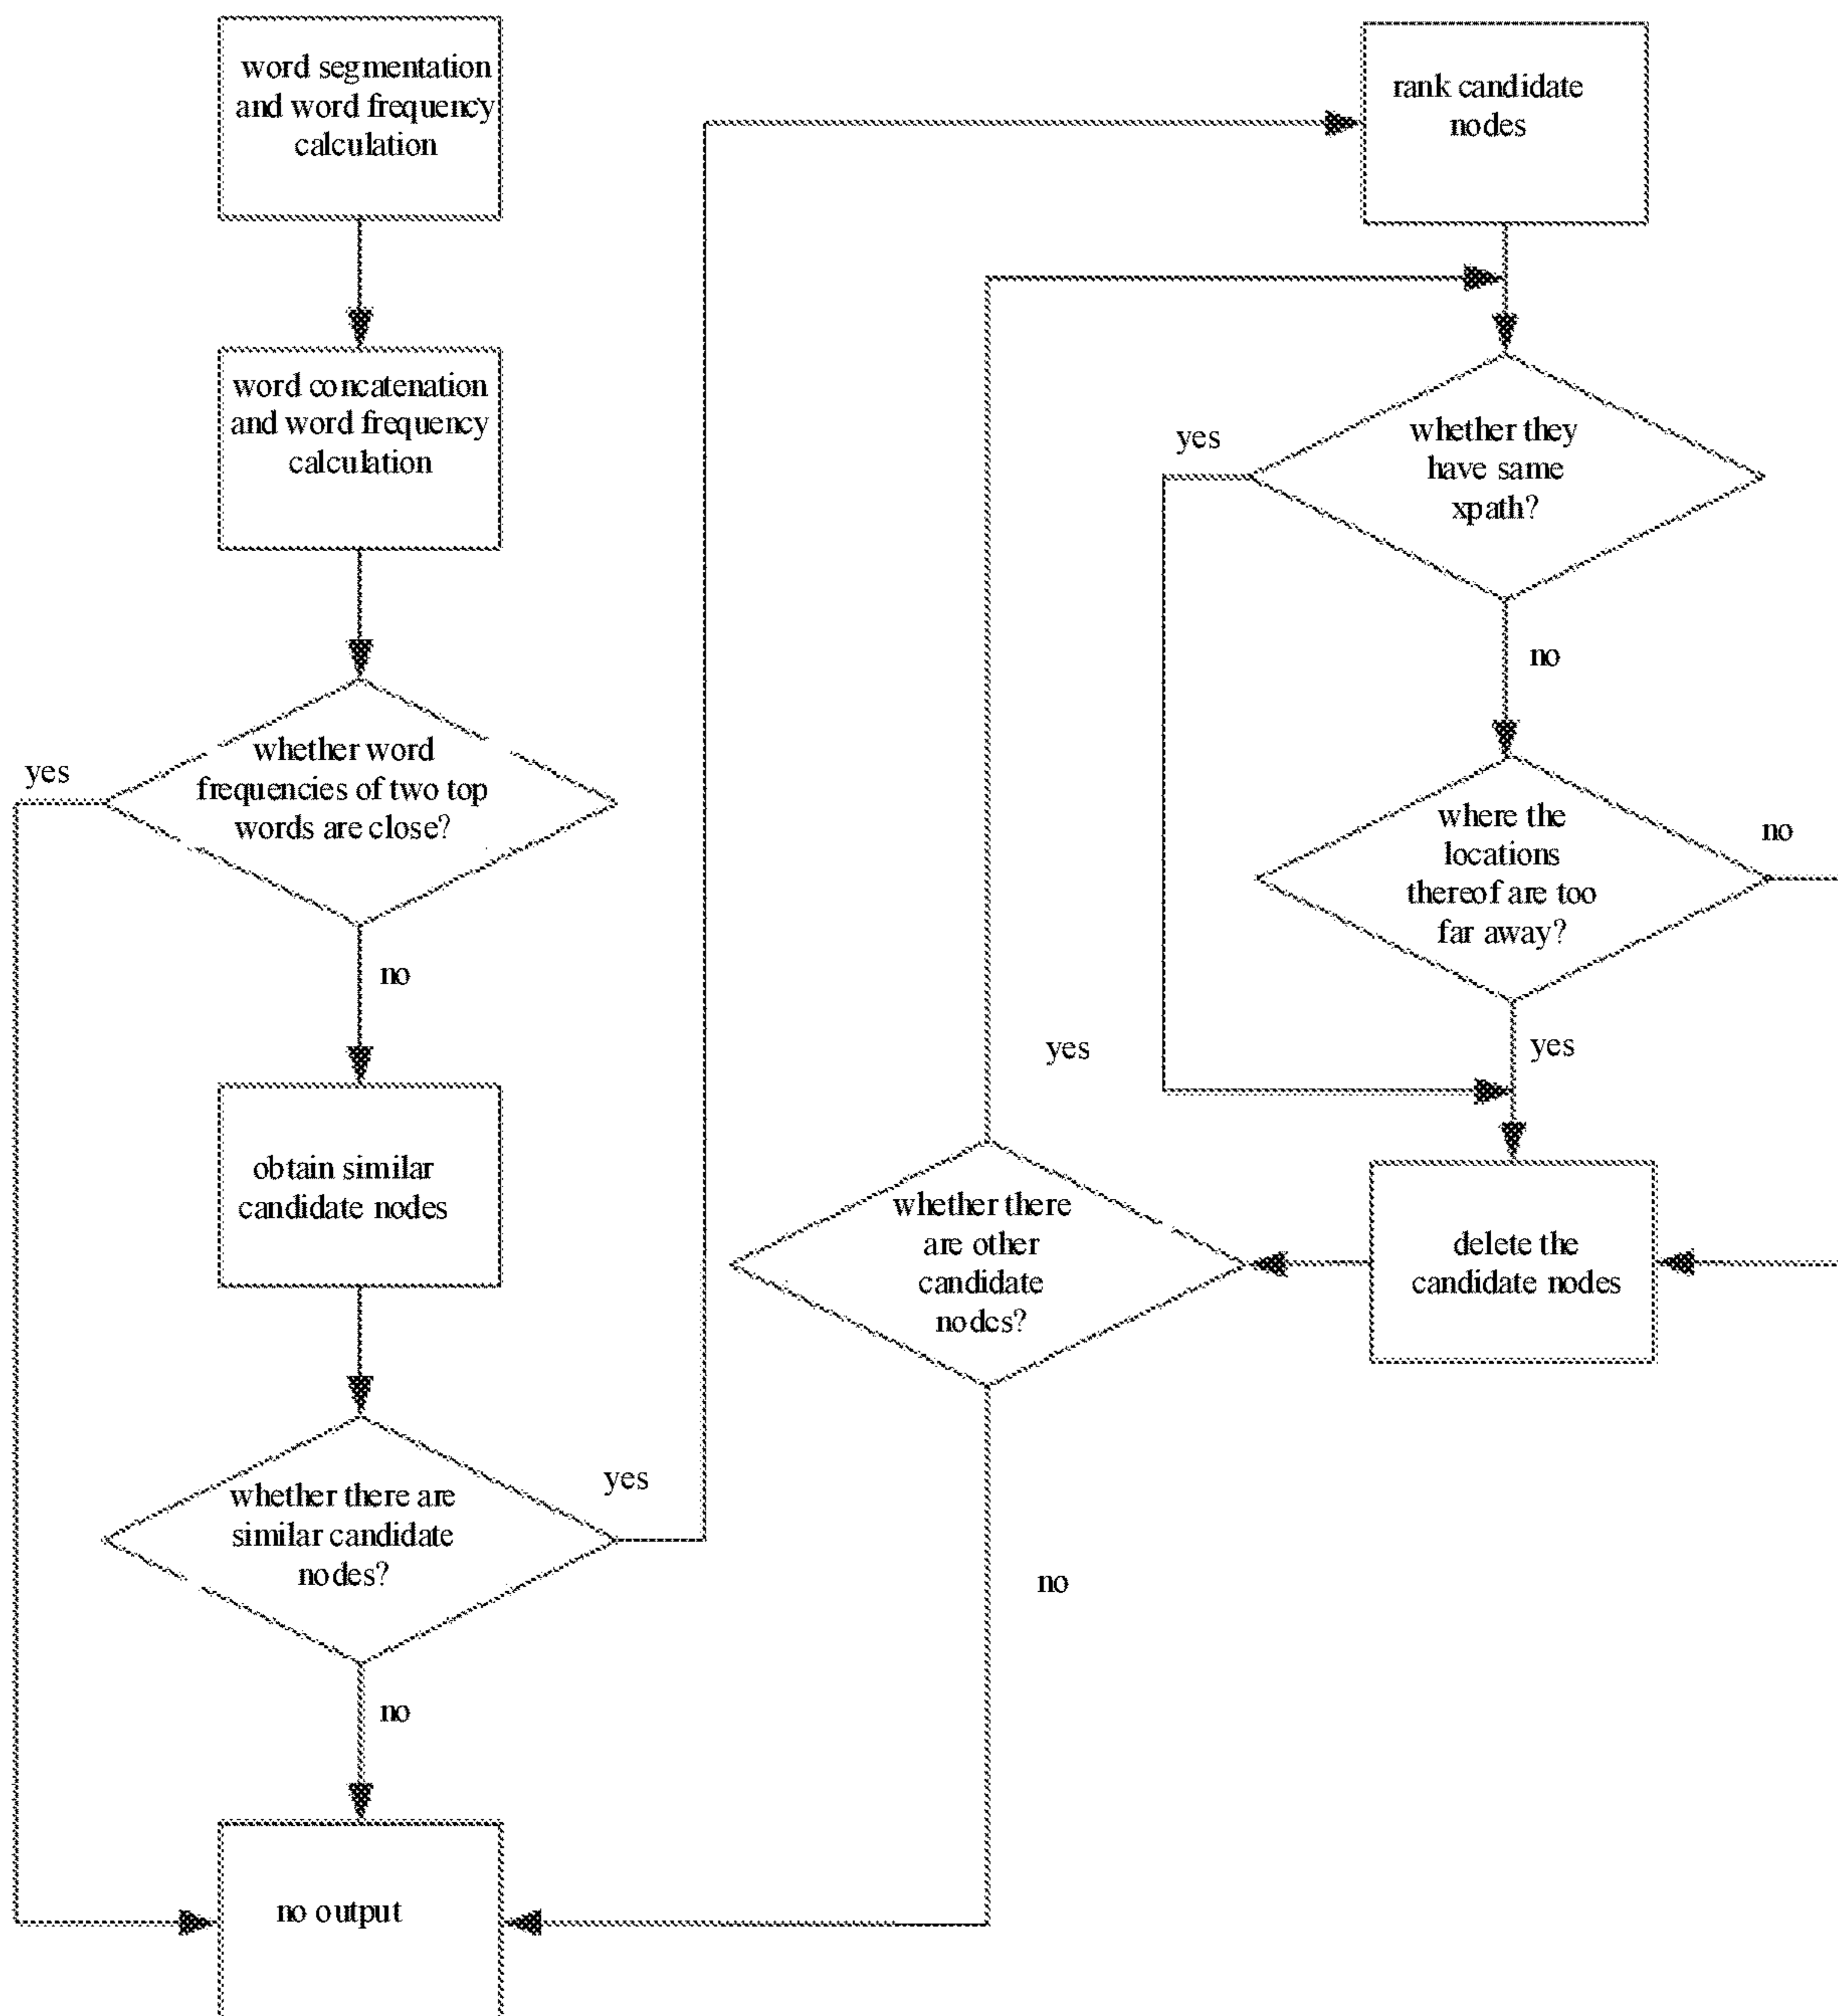 word segmentation
and word frequency
calculation
word concatenation
and word frequency
calculation
whether word
frequencies of two top
words are close?
yes
no
obtain similar
candidate nodes
whether there are
similar candidate
nodes?
yes
no
no output
rank candidate
nodes
whether they
have same
xpath?
yes
no
where the
locations
thereof are too
far away?
no
yes
delete the
candidate nodes
whether there
are other
candidate
nodes?
yes
no